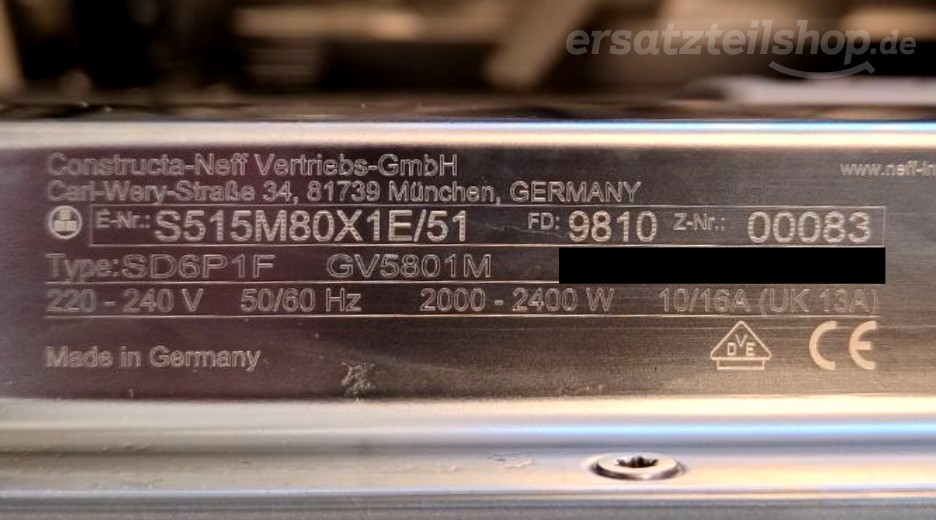 ersatzteilshop.de
Constructa-Neff Vertriebs-GmbH www.neff-in
Carl-Wery-Straße 34, 81739 München, GERMANY
E-Nr.: S515M80X1E/51 FD: 9810 Z-Nr.: 00083
Type: SD6P1F GV5801M
220 - 240 V 50/60 Hz 2000 - 2400 W 10/16A (UK 13A)
Made in Germany DVE CE